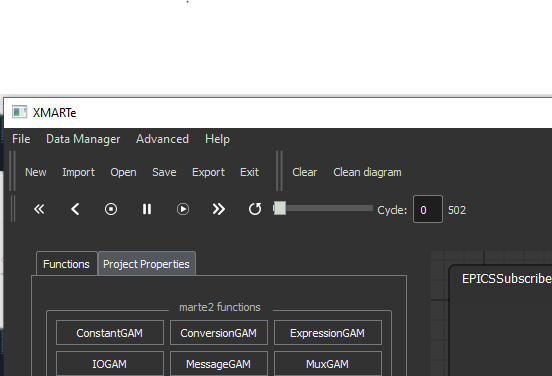 XMARTe
File Data Manager Advanced Help
New Import Open Save Export Exit Clear Clean diagram
Cycle: 0 502
Functions Project Properties
EPICSSubscribe
marte2 functions
ConstantGAM ConversionGAM ExpressionGAM
IOGAM MessageGAM MuxGAM